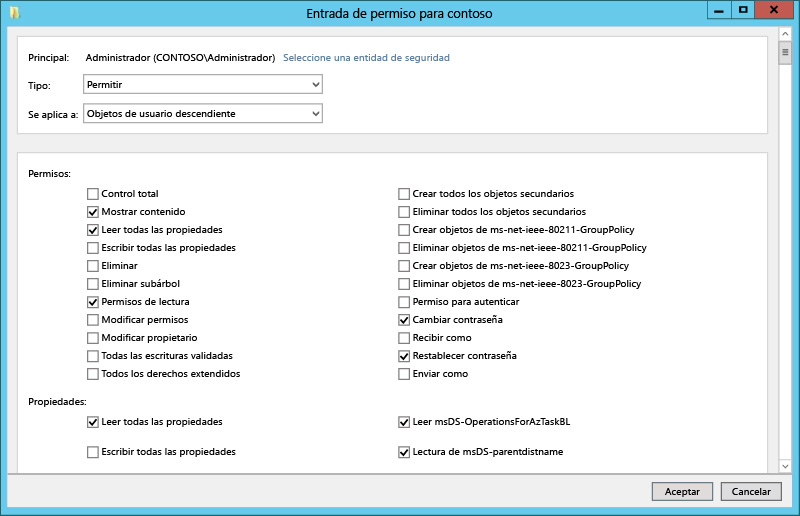 Entrada de permiso para contoso
Principal: Administrador (CONTOSO\Administrador) Seleccione una entidad de seguridad
Tipo: Permitir
Se aplica a: Objetos de usuario descendiente
Permisos:
Control total Crear todos los objetos secundarios
Mostrar contenido Eliminar todos los objetos secundarios
Leer todas las propiedades Crear objetos de ms-net-ieee-80211-GroupPolicy
Escribir todas las propiedades Eliminar objetos de ms-net-ieee-80211-GroupPolicy
Eliminar Crear objetos de ms-net-ieee-8023-GroupPolicy
Eliminar subárbol Eliminar objetos de ms-net-ieee-8023-GroupPolicy
Permisos de lectura Permiso para autenticar
Modificar permisos Cambiar contraseña
Modificar propietario Recibir como
Todas las escrituras validadas Restablecer contraseña
Todos los derechos extendidos Enviar como
Propiedades:
Leer todas las propiedades Leer msDS-OperationsForAzTaskBL
Escribir todas las propiedades Lectura de msDS-parentdistname
Aceptar Cancelar